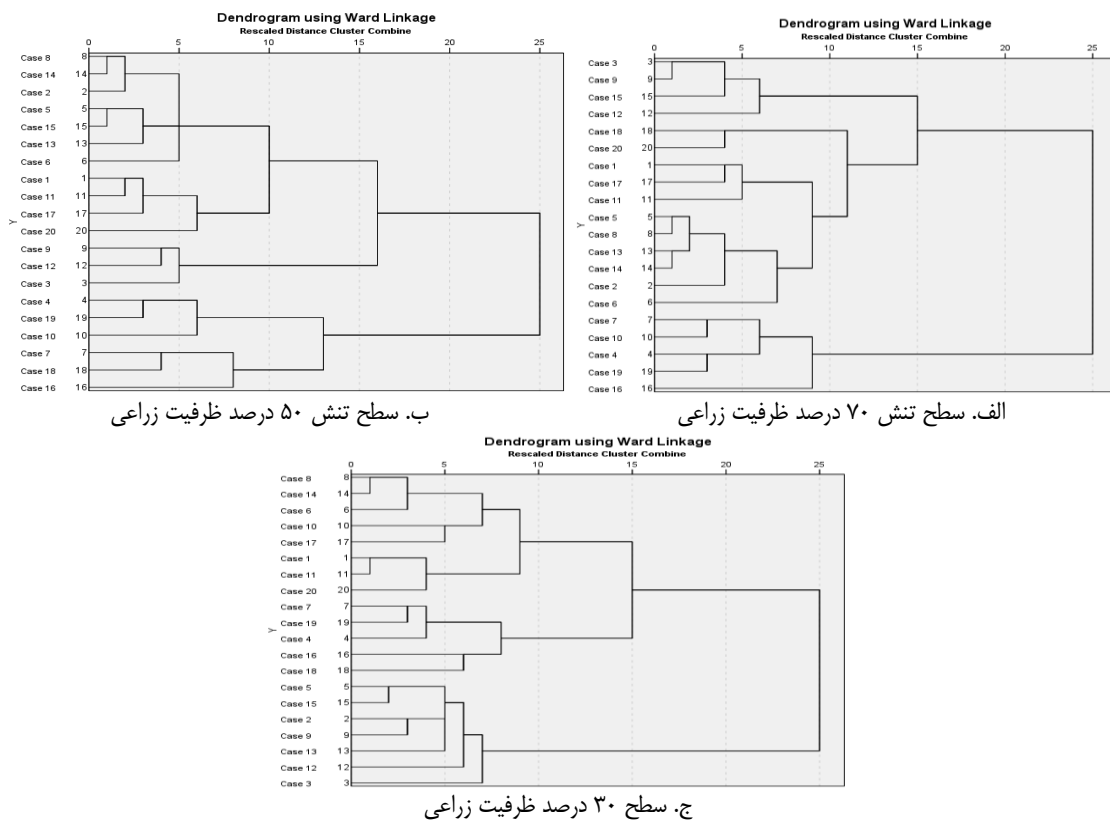 Dendrogram using Ward Linkage
Rescaled Distance Cluster Combine
0 5 10 15 20 25
Case 8 8
Case 14 14
Case 2 2
Case 5 5
Case 15 15
Case 13 13
Case 6 6
Case 1 1
Case 11 11
Case 17 17
Y
Case 20 20
Case 9 9
Case 12 12
Case 3 3
Case 4 4
Case 19 19
Case 10 10
Case 7 7
Case 18 18
Case 16 16
ب. سطح تنش ۵۰ درصد ظرفیت زراعی
Dendrogram using Ward Linkage
Rescaled Distance Cluster Combine
0 5 10 15 20 25
Case 3 3
Case 9 9
Case 15 15
Case 12 12
Case 18 18
Case 20 20
Case 1 1
Case 17 17
Case 11 11
Case 5 5
Y
Case 8 8
Case 13 13
Case 14 14
Case 2 2
Case 6 6
Case 7 7
Case 10 10
Case 4 4
Case 19 19
Case 16 16
الف. سطح تنش ۷۰ درصد ظرفیت زراعی
Dendrogram using Ward Linkage
Rescaled Distance Cluster Combine
0 5 10 15 20 25
Case 8 8
Case 14 14
Case 6 6
Case 10 10
Case 17 17
Case 1 1
Case 11 11
Case 20 20
Case 7 7
Case 19 19
Y
Case 4 4
Case 16 16
Case 18 18
Case 5 5
Case 15 15
Case 2 2
Case 9 9
Case 13 13
Case 12 12
Case 3 3
ج. سطح ۳۰ درصد ظرفیت زراعی